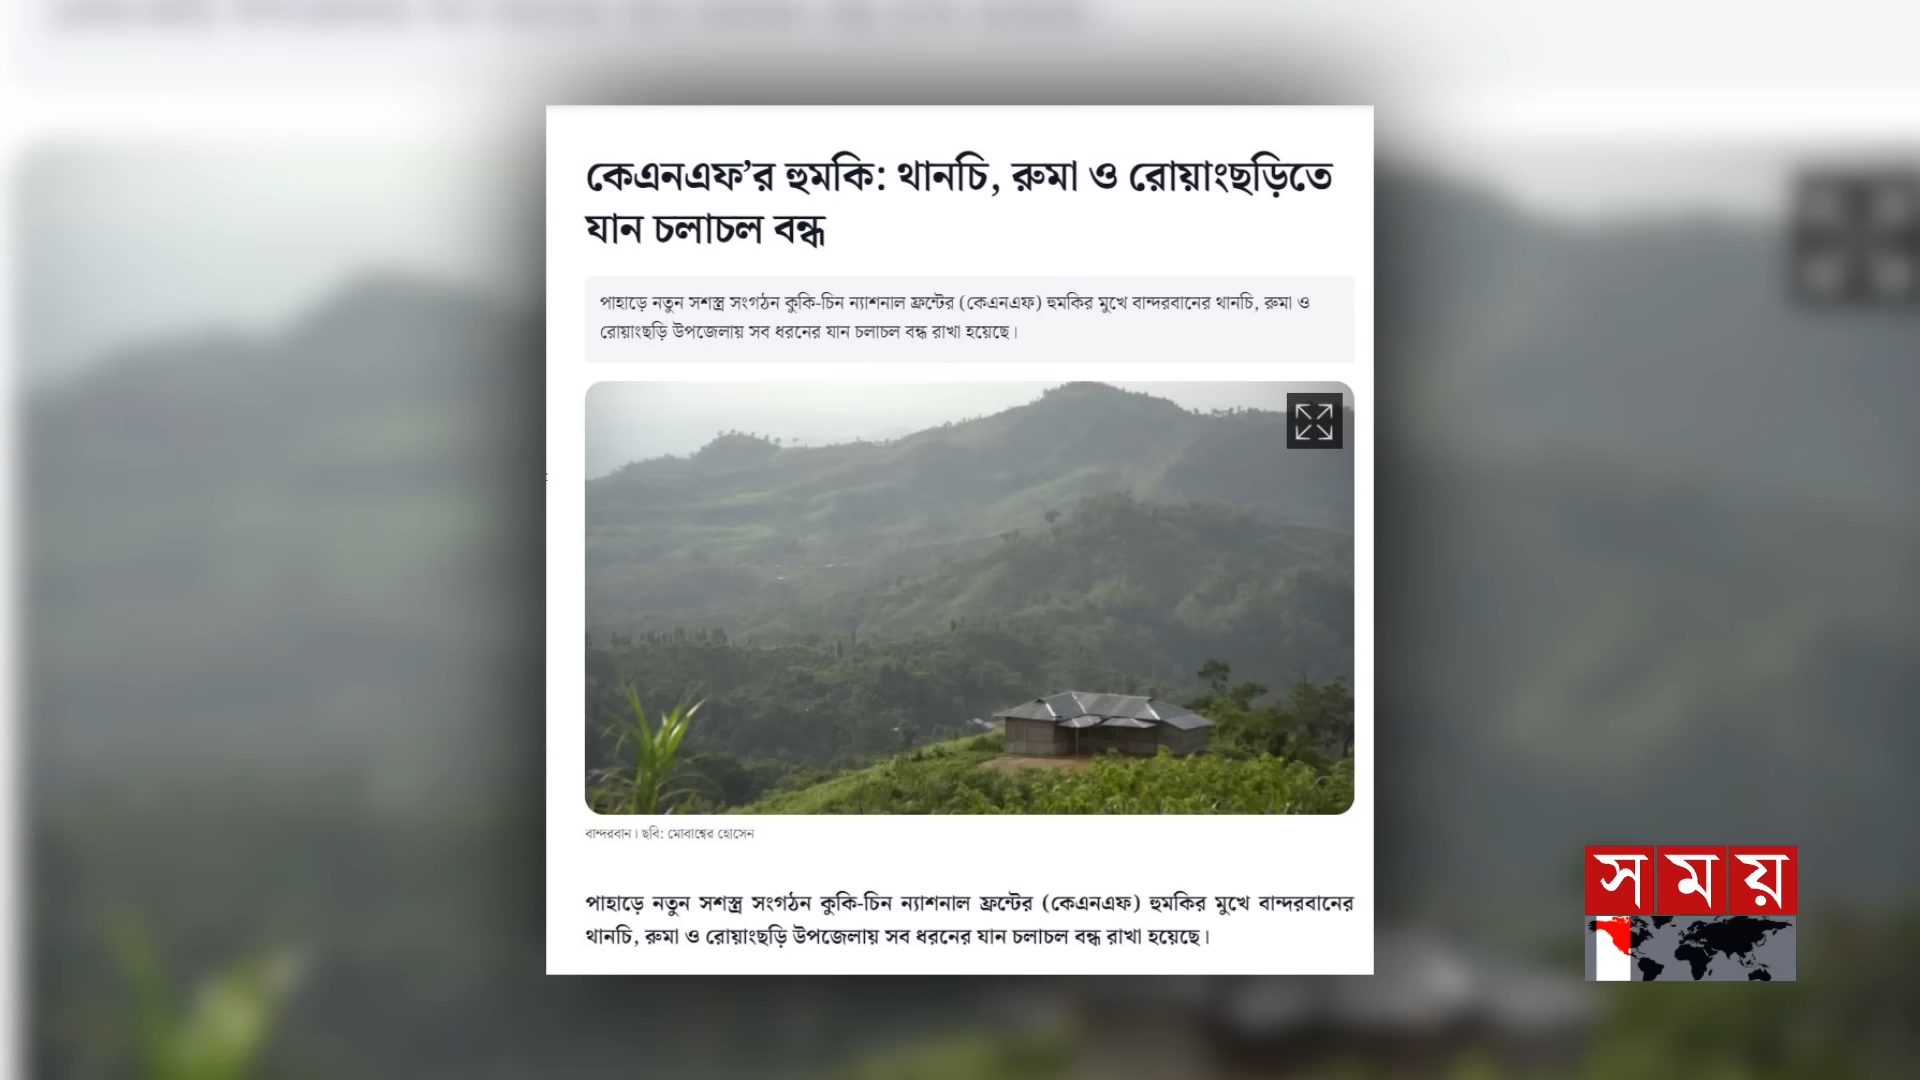 কেএনএফ’র হুমকি: থানচি, রুমা ও রোয়াংছড়িতে
যান চলাচল বন্ধ
পাহাড়ে নতুন সশস্ত্র সংগঠন কুকি-চিন ন্যাশনাল ফ্রন্টের (কেএনএফ) হুমকির মুখে বান্দরবানের থানচি, রুমা ও
রোয়াংছড়ি উপজেলায় সব ধরনের যান চলাচল বন্ধ রাখা হয়েছে।
বান্দরবান। ছবি: মোবাশ্বের হোসেন
পাহাড়ে নতুন সশস্ত্র সংগঠন কুকি-চিন ন্যাশনাল ফ্রন্টের (কেএনএফ) হুমকির মুখে বান্দরবানের
থানচি, রুমা ও রোয়াংছড়ি উপজেলায় সব ধরনের যান চলাচল বন্ধ রাখা হয়েছে।
সময়